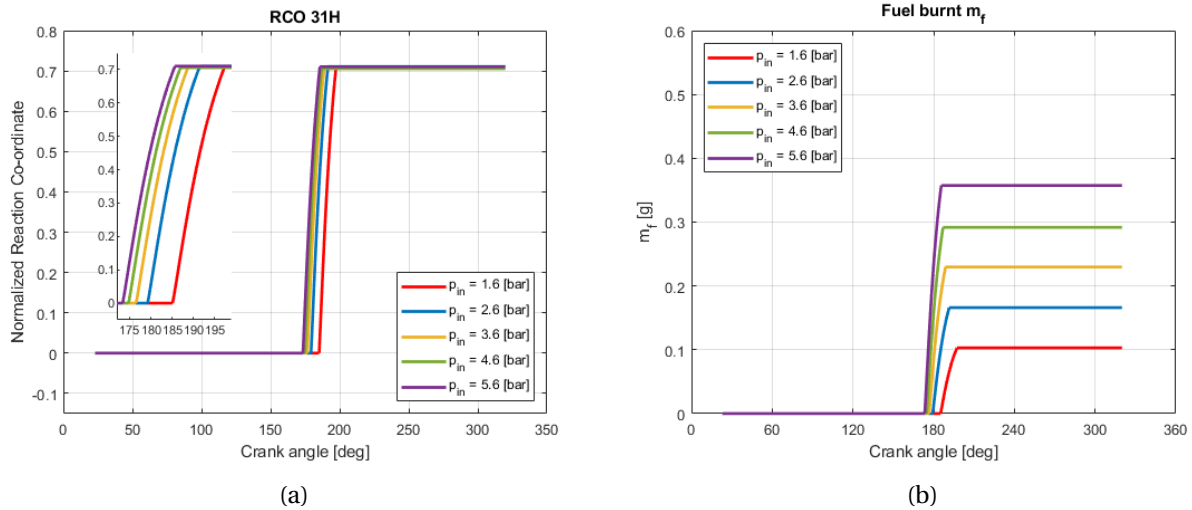 RCO 31H
Normalized Reaction Co-ordinate
0.8
0.7
0.6
0.5
0.4
0.3
0.2
0.1
0
-0.1
0.7
0.6
0.5
0.4
0.3
0.2
0.1
0
175 180 185 190 195
p_in = 1.6 [bar]
p_in = 2.6 [bar]
p_in = 3.6 [bar]
p_in = 4.6 [bar]
p_in = 5.6 [bar]
0 50 100 150 200 250 300 350
Crank angle [deg]
(a)
Fuel burnt m_f
m_f [g]
0.6
0.5
0.4
0.3
0.2
0.1
0
p_in = 1.6 [bar]
p_in = 2.6 [bar]
p_in = 3.6 [bar]
p_in = 4.6 [bar]
p_in = 5.6 [bar]
0 60 120 180 240 300 360
Crank angle [deg]
(b)